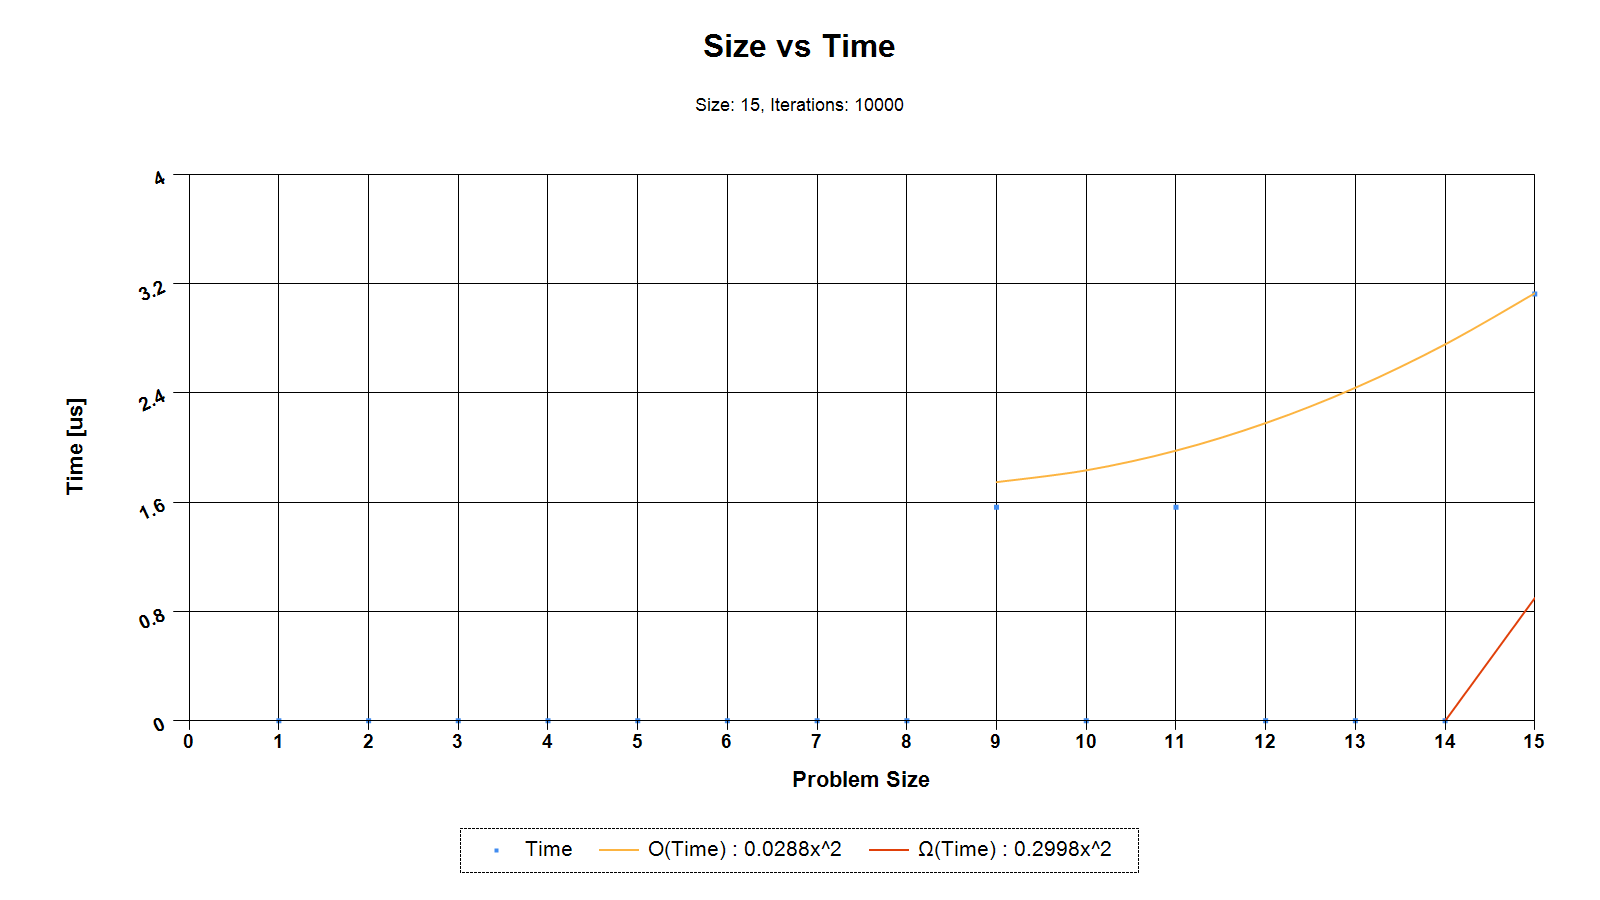 Size vs Time
Size: 15, Iterations: 10000
4
3.2
2.4
1.6
0.8
0
Time [us]
0 1 2 3 4 5 6 7 8 9 10 11 12 13 14 15
Problem Size
Time O(Time) : 0.0288x^2 Ω(Time) : 0.2998x^2